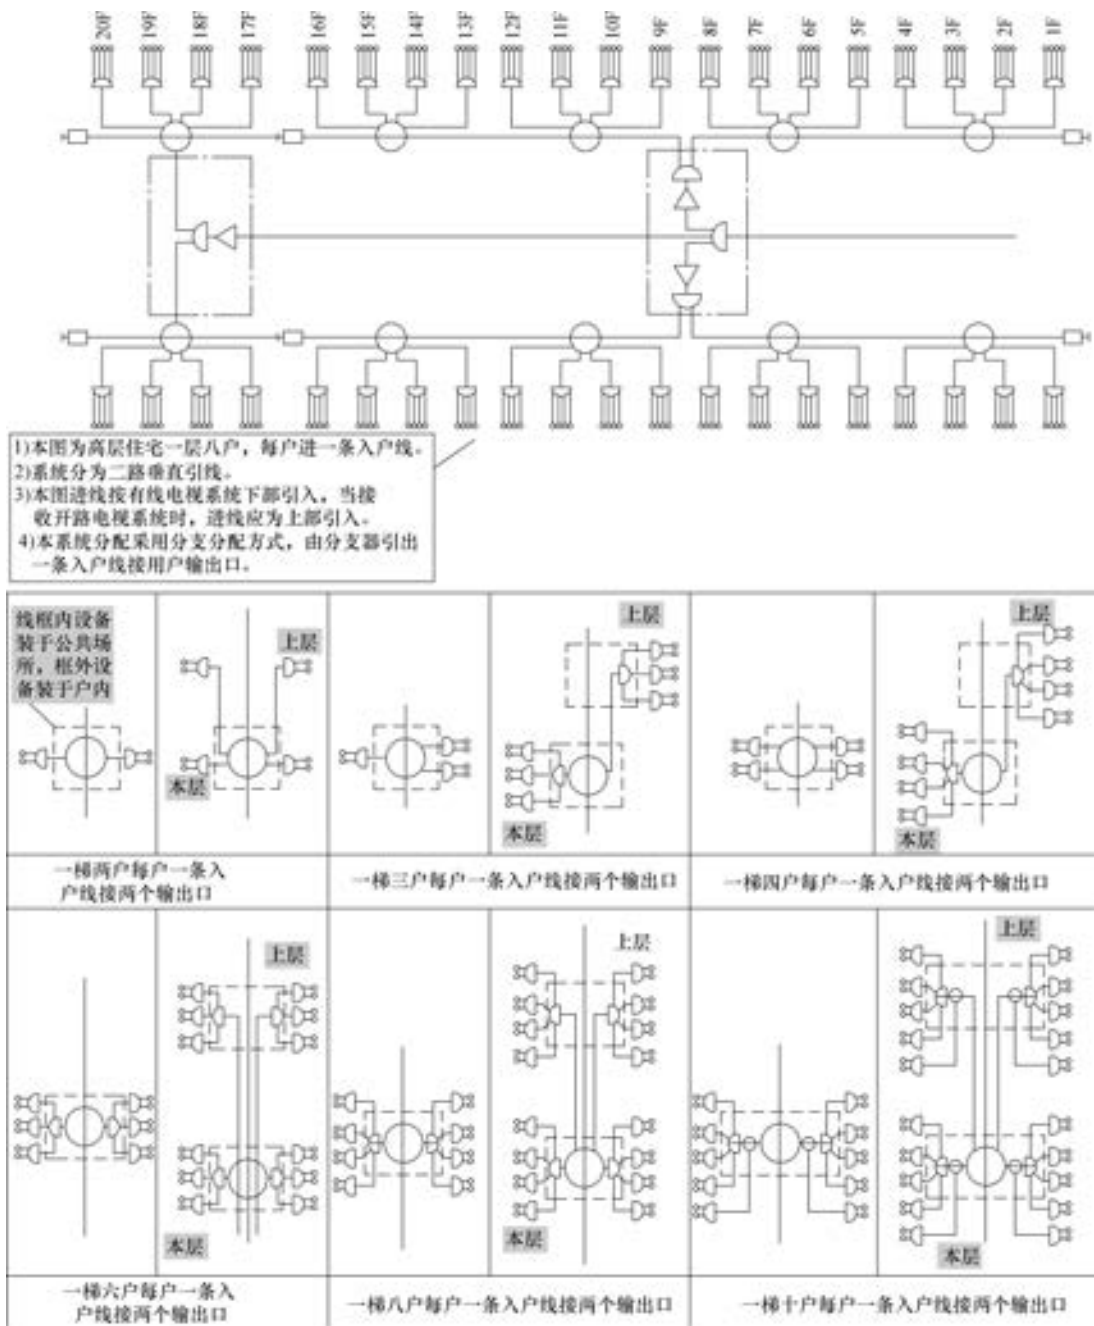 20F
19F
18F
17F
16F
15F
14F
13F
12F
11F
10F
9F
8F
7F
6F
5F
4F
3F
2F
1F
1)本图为高层住宅一层八户，每户进一条入户线。
2)系统分为二路垂直引线。
3)本图进线按有线电视系统下部引入，当接
收开路电视系统时，进线应为上部引入。
4)本系统分配采用分支分配方式，由分支器引出
一条入户线接用户输出口。
线框内设备
装于公共场
所，框外设
备装于户内
上层
本层
上层
本层
上层
本层
一梯两户每户一条入
户线接两个输出口
一梯三户每户一条入户线接两个输出口
一梯四户每户一条入户线接两个输出口
上层
本层
上层
本层
上层
本层
一梯六户每户一条入
户线接两个输出口
一梯八户每户一条入户线接两个输出口
一梯十户每户一条入户线接两个输出口